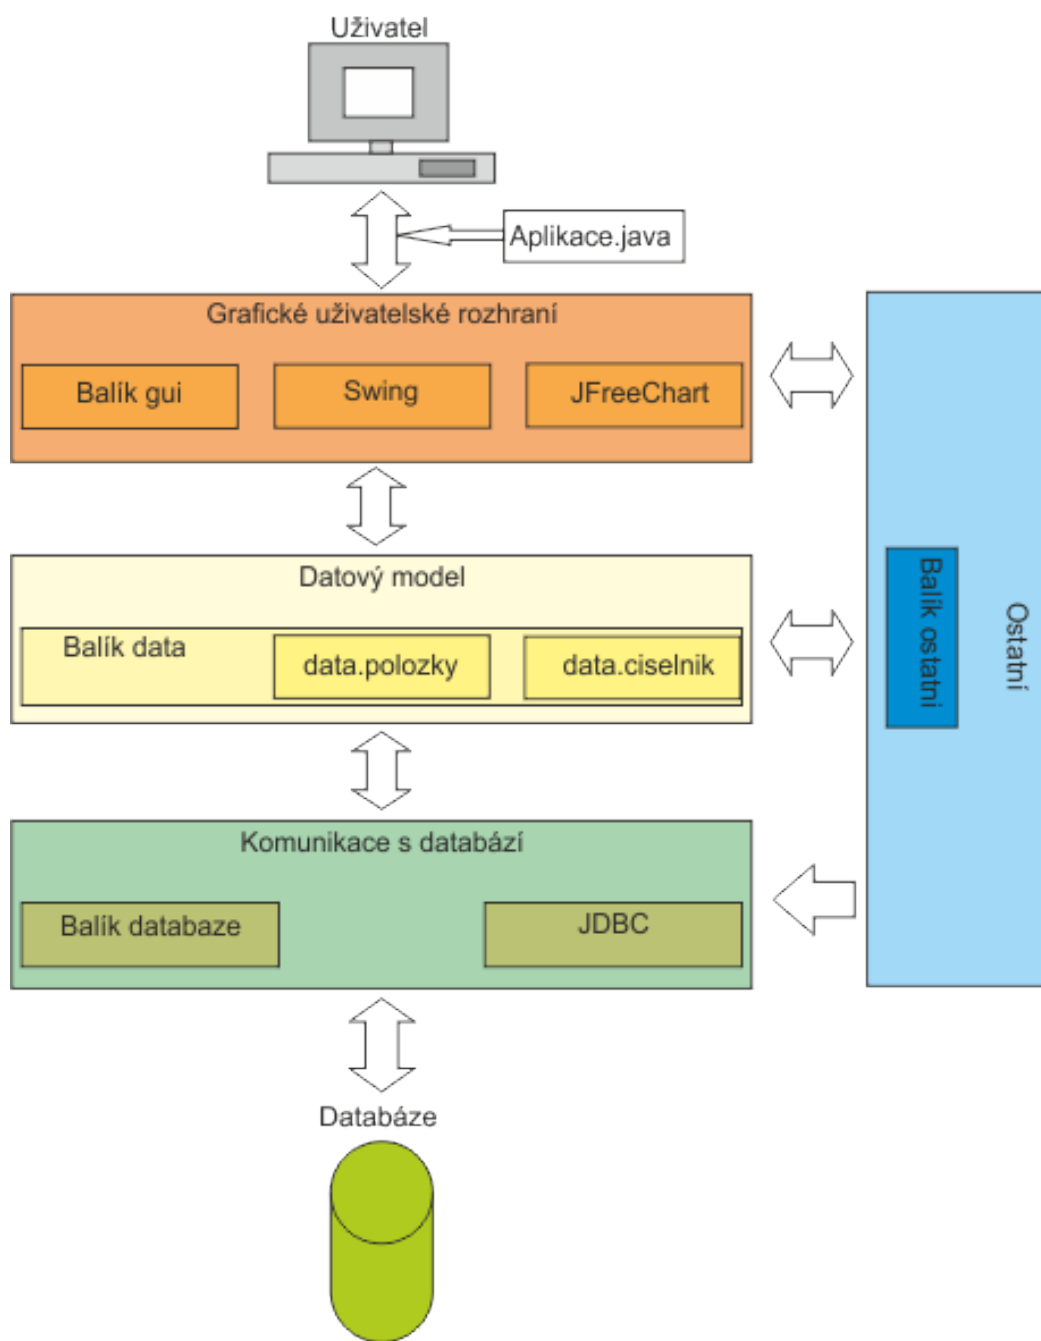 Uživatel
Aplikace.java
Grafické uživatelské rozhraní
Balík gui
Swing
JFreeChart
Datový model
Balík data
data.polozky
data.ciselnik
Balík ostatní
Ostatní
Komunikace s databází
Balík databaze
JDBC
Databáze